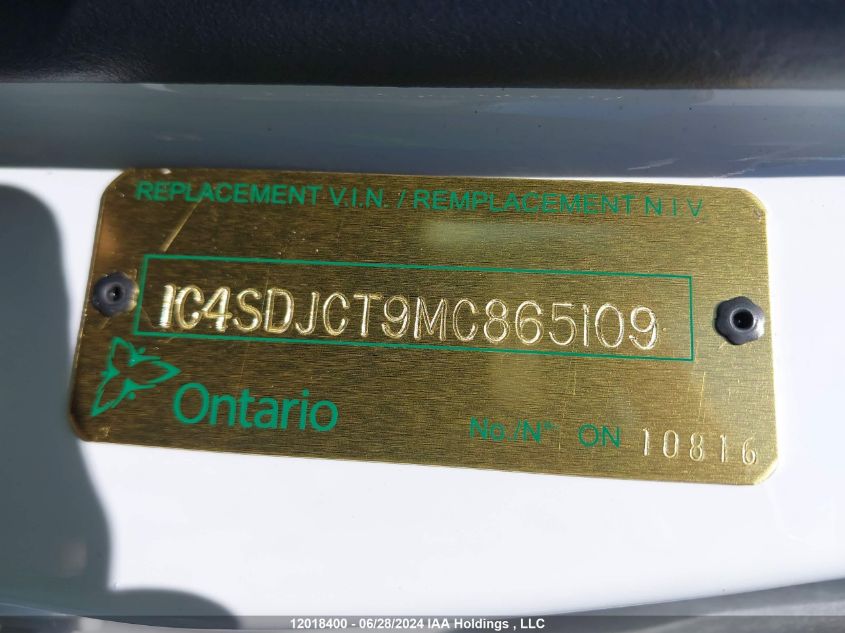 REPLACEMENT V.I.N. / REMPLACEMENT N.I.V
1C4SDJCT9MC865109
Ontario
No./N° ON 10816
12018400 - 06/28/2024 IAA Holdings , LLC